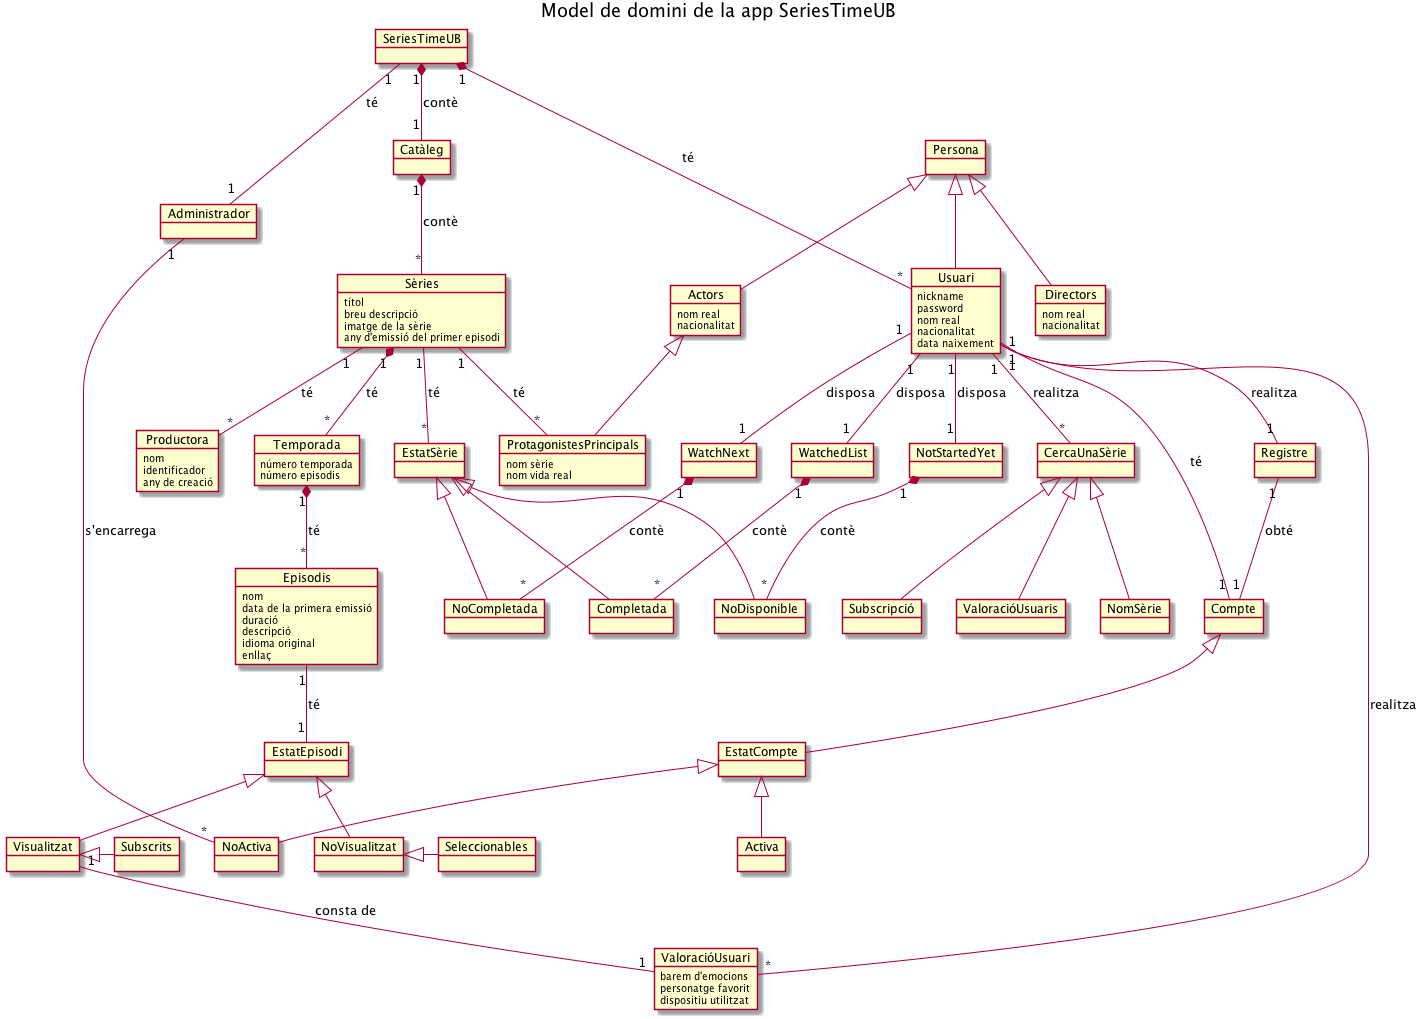 Model de domini de la app SeriesTimeUB
SeriesTimeUB
1
1
1
té
contè
1
té
Catàleg
Persona
1
1
Administrador
1
contè
*
*
Sèries
títol
breu descripció
imatge de la sèrie
any d'emissió del primer episodi
Actors
nom real
nacionalitat
Usuari
nickname
password
nom real
nacionalitat
data naixement
Directors
nom real
nacionalitat
1
1
1
1
1
1
1
1
1
1
1
té
té
té
té
disposa
disposa
disposa
realitza
realitza
*
*
*
*
1
1
1
*
1
Productora
nom
identificador
any de creació
Temporada
número temporada
número episodis
EstatSèrie
ProtagonistesPrincipals
nom sèrie
nom vida real
WatchNext
WatchedList
NotStartedYet
CercaUnaSèrie
Registre
té
1
1
1
1
1
s'encarrega
té
contè
contè
contè
obté
*
*
*
*
1
1
Episodis
nom
data de la primera emissió
duració
descripció
idioma original
enllaç
NoCompletada
Completada
NoDisponible
Subscripció
ValoracióUsuaris
NomSèrie
Compte
1
té
realitza
1
EstatEpisodi
EstatCompte
*
Visualitzat
Subscrits
NoActiva
NoVisualitzat
Seleccionables
Activa
1
consta de
1
*
ValoracióUsuari
barem d'emocions
personatge favorit
dispositiu utilitzat